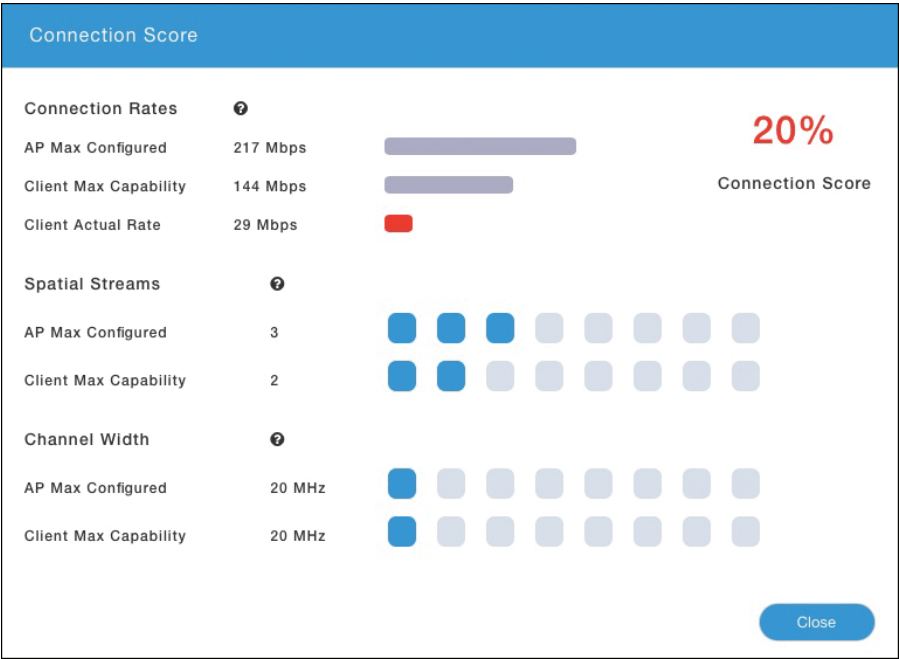 Connection Score
Connection Rates ?
AP Max Configured 217 Mbps
20%
Client Max Capability 144 Mbps
Connection Score
Client Actual Rate 29 Mbps
Spatial Streams ?
AP Max Configured 3
Client Max Capability 2
Channel Width ?
AP Max Configured 20 MHz
Client Max Capability 20 MHz
Close